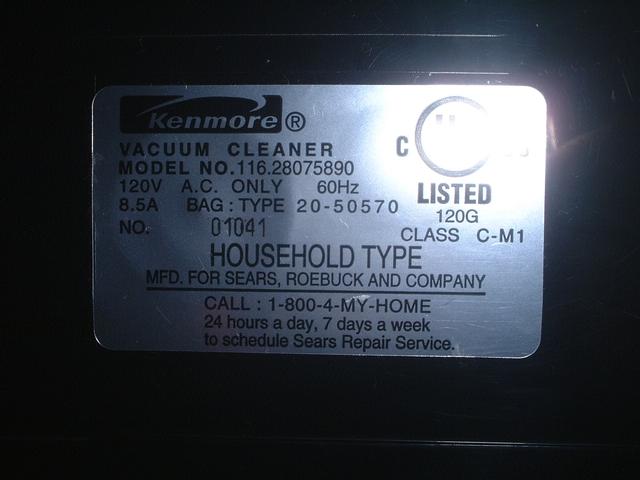 Kenmore®
VACUUM CLEANER
MODEL NO.116.28075890
120V A.C. ONLY 60Hz
8.5A BAG: TYPE 20-50570
NO. 01041
C
LISTED
120G
CLASS C-M1
HOUSEHOLD TYPE
MFD. FOR SEARS, ROEBUCK AND COMPANY
CALL : 1-800-4-MY-HOME
24 hours a day, 7 days a week
to schedule Sears Repair Service.